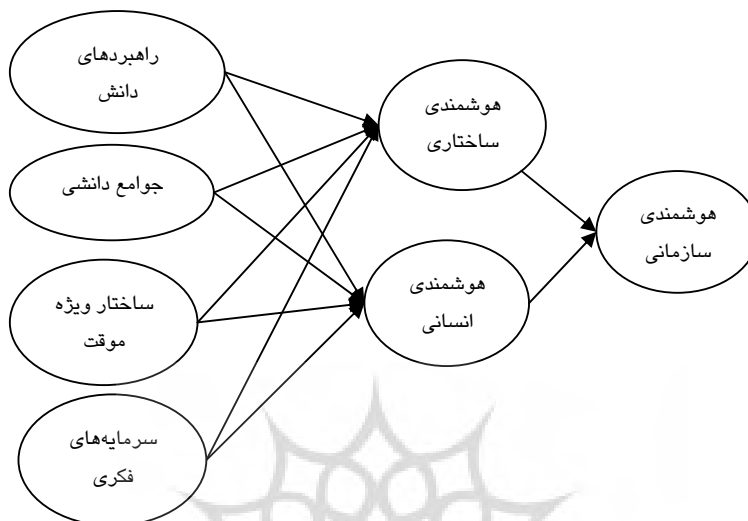 راهبردهای
دانش
جوامع دانشی
ساختار ویژه
موقت
سرمایه‌های
فکری
هوشمندی
ساختاری
هوشمندی
انسانی
هوشمندی
سازمانی